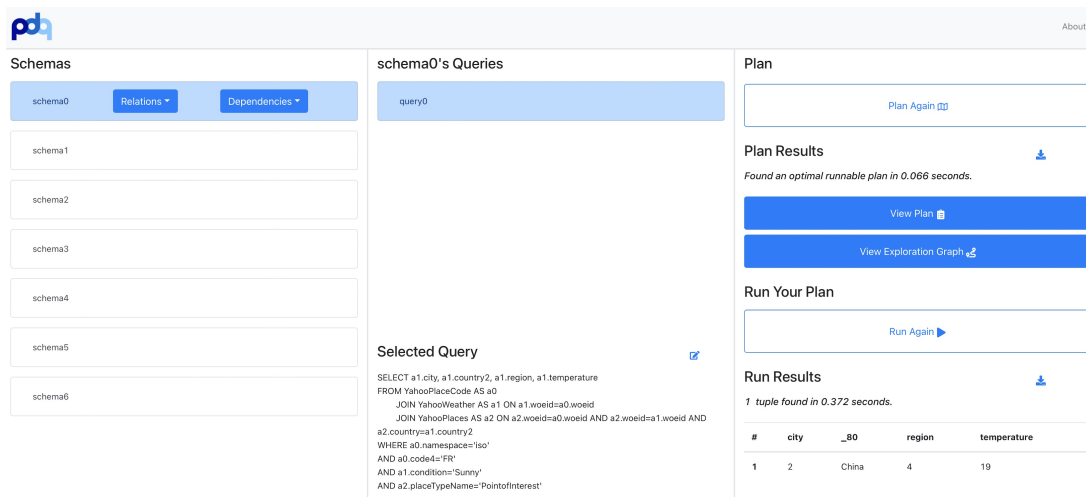 pdq
About
Schemas
schema0
Relations
Dependencies
schema1
schema2
schema3
schema4
schema5
schema6
schema0's Queries
query0
Selected Query
SELECT a1.city, a1.country2, a1.region, a1.temperature
FROM YahooPlaceCode AS a0
JOIN YahooWeather AS a1 ON a1.woeid=a0.woeid
JOIN YahooPlaces AS a2 ON a2.woeid=a0.woeid AND a2.woeid=a1.woeid AND
a2.country=a1.country2
WHERE a0.namespace='iso'
AND a0.code4='FR'
AND a1.condition='Sunny'
AND a2.placeTypeName='PointofInterest'
Plan
Plan Again
Plan Results
Found an optimal runnable plan in 0.066 seconds.
View Plan
View Exploration Graph
Run Your Plan
Run Again
Run Results
1 tuple found in 0.372 seconds.
# city _80 region temperature
1 2 China 4 19